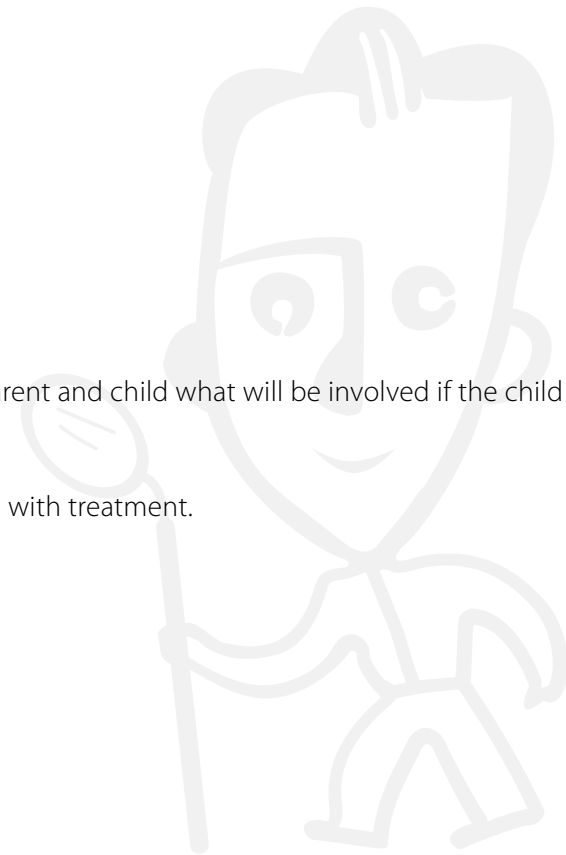 rent and child what will be involved if the child
with treatment.